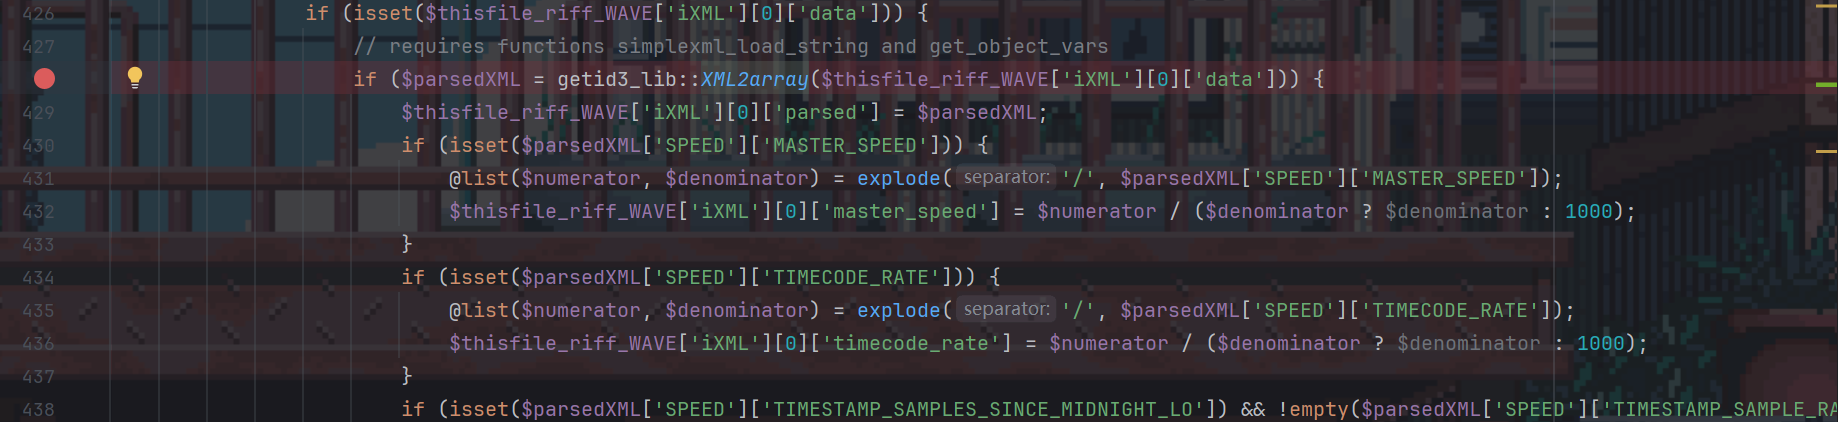 426 if (isset($thisfile_riff_WAVE['iXML'][0]['data'])) {
427 // requires functions simplexml_load_string and get_object_vars
if ($parsedXML = getid3_lib::XML2array($thisfile_riff_WAVE['iXML'][0]['data'])) {
429 $thisfile_riff_WAVE['iXML'][0]['parsed'] = $parsedXML;
430 if (isset($parsedXML['SPEED']['MASTER_SPEED'])) {
431 @list($numerator, $denominator) = explode( separator: '/', $parsedXML['SPEED']['MASTER_SPEED']);
432 $thisfile_riff_WAVE['iXML'][0]['master_speed'] = $numerator / ($denominator ? $denominator : 1000);
433 }
434 if (isset($parsedXML['SPEED']['TIMECODE_RATE'])) {
435 @list($numerator, $denominator) = explode( separator: '/', $parsedXML['SPEED']['TIMECODE_RATE']);
436 $thisfile_riff_WAVE['iXML'][0]['timecode_rate'] = $numerator / ($denominator ? $denominator : 1000);
437 }
438 if (isset($parsedXML['SPEED']['TIMESTAMP_SAMPLES_SINCE_MIDNIGHT_LO']) && !empty($parsedXML['SPEED']['TIMESTAMP_SAMPLE_RA